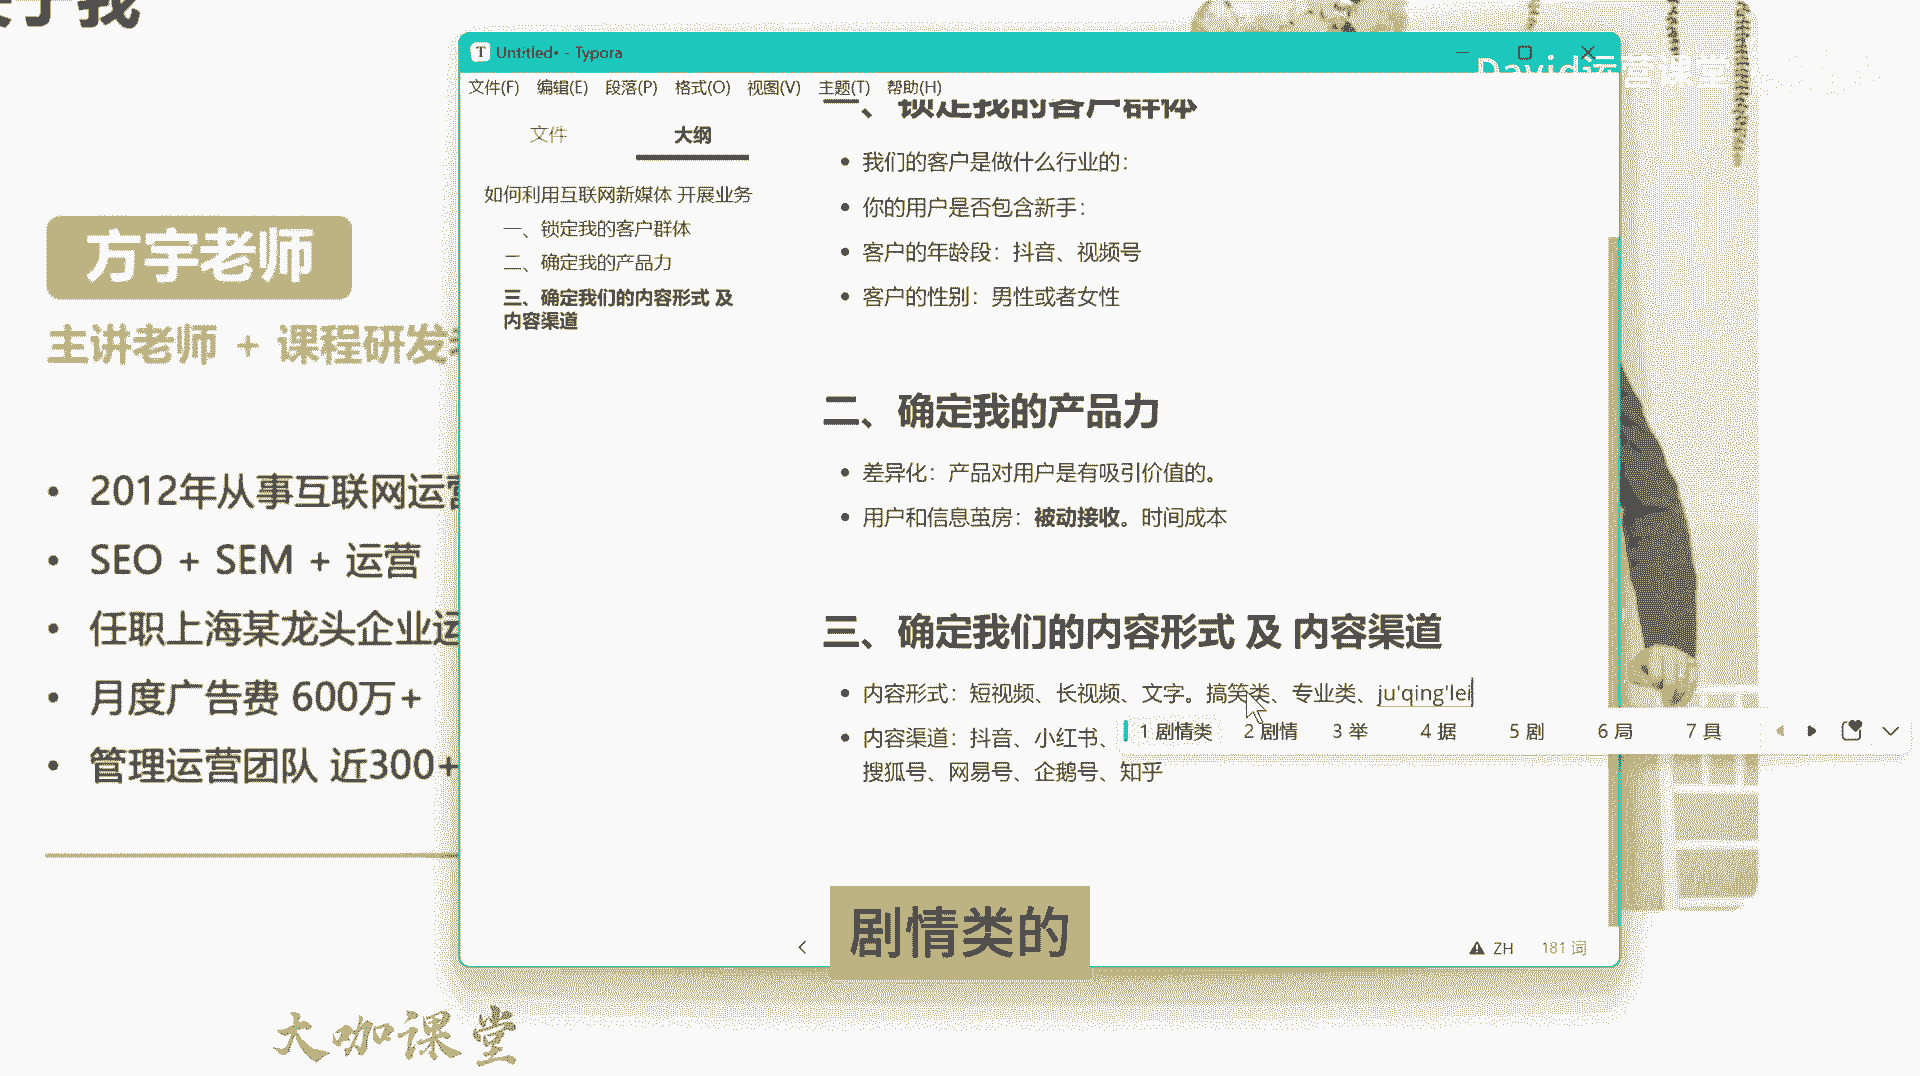 Untitled• - Typora
David运营
文件(F) 编辑(E) 段落(P) 格式(O) 视图(V) 主题(T) 帮助(H)
文件 大纲
如何利用互联网新媒体 开展业务
一、锁定我的客户群体
二、确定我的产品力
三、确定我们的内容形式 及
内容渠道
一、锁定我的客户群体
我们的客户是做什么行业的：
你的用户是否包含新手：
客户的年龄段：抖音、视频号
客户的性别：男性或者女性
二、确定我的产品力
差异化：产品对用户是有吸引价值的。
用户和信息茧房：被动接收。时间成本
三、确定我们的内容形式 及 内容渠道
内容形式：短视频、长视频、文字。搞笑类、专业类、ju'qing'lei
1 剧情类 2 剧情 3 举 4 据 5 剧 6 局 7 具
内容渠道：抖音、小红书、
搜狐号、网易号、企鹅号、知乎
ZH 181 词
方宇老师
主讲老师 + 课程研发
• 2012年从事互联网运营
• SEO + SEM + 运营
• 任职上海某龙头企业运
• 月度广告费 600万+
• 管理运营团队 近300+
剧情类的
大咖课堂